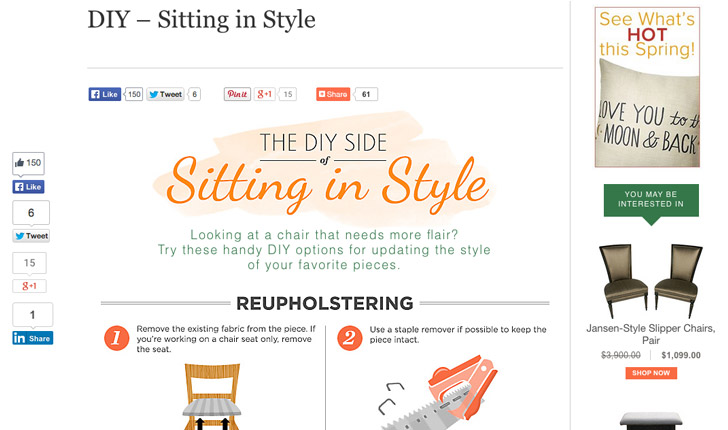 DIY – Sitting in Style
Like 150 Tweet 6 Pin it g+1 15 Share 61
THE DIY SIDE
of
Sitting in Style
Looking at a chair that needs more flair?
Try these handy DIY options for updating the style
of your favorite pieces.
REUPHOLSTERING
1 Remove the existing fabric from the piece. If
you're working on a chair seat only, remove
the seat.
2 Use a staple remover if possible to keep the
piece intact.
150
Like
6
Tweet
15
g+1
1
in Share
See What's
HOT
this Spring!
LOVE YOU to th
MOON & BACK
YOU MAY BE
INTERESTED IN
Jansen-Style Slipper Chairs,
Pair
$3,900.00 | $1,099.00
SHOP NOW